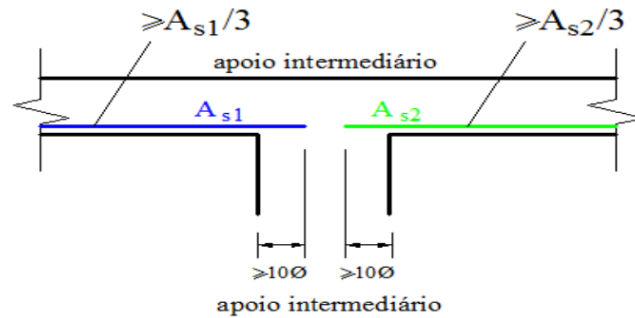 ≥As1/3
≥As2/3
apoio intermediário
As1
As2
≥10Ø
≥10Ø
apoio intermediário